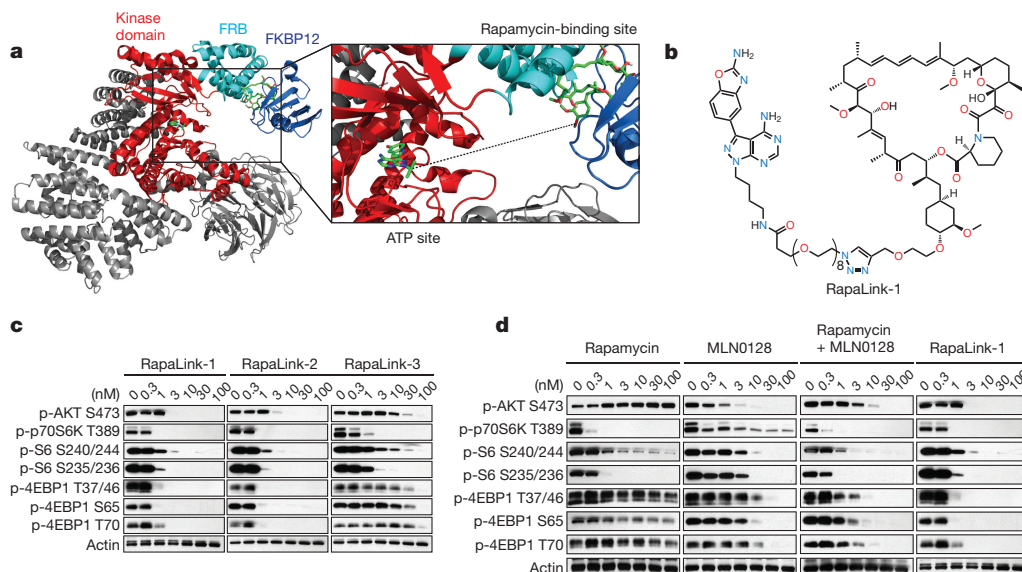 a
Kinase
domain
FRB
FKBP12
Rapamycin-binding site
ATP site
b
NH2
O
N
NH2
N
N
N
N
HN
O
O
8
N
N
N
O
O
O
O
O
OH
O
O
H
O
OH
O
O
N
H
O
O
H
O
RapaLink-1
c
RapaLink-1 RapaLink-2 RapaLink-3
(nM) 0 0.3 1 3 10 30 100 0 0.3 1 3 10 30 100 0 0.3 1 3 10 30 100
p-AKT S473
p-p70S6K T389
p-S6 S240/244
p-S6 S235/236
p-4EBP1 T37/46
p-4EBP1 S65
p-4EBP1 T70
Actin
d
Rapamycin MLN0128 Rapamycin + MLN0128 RapaLink-1
(nM) 0 0.3 1 3 10 30 100 0 0.3 1 3 10 30 100 0 0.3 1 3 10 30 100 0 0.3 1 3 10 30 100
p-AKT S473
p-p70S6K T389
p-S6 S240/244
p-S6 S235/236
p-4EBP1 T37/46
p-4EBP1 S65
p-4EBP1 T70
Actin